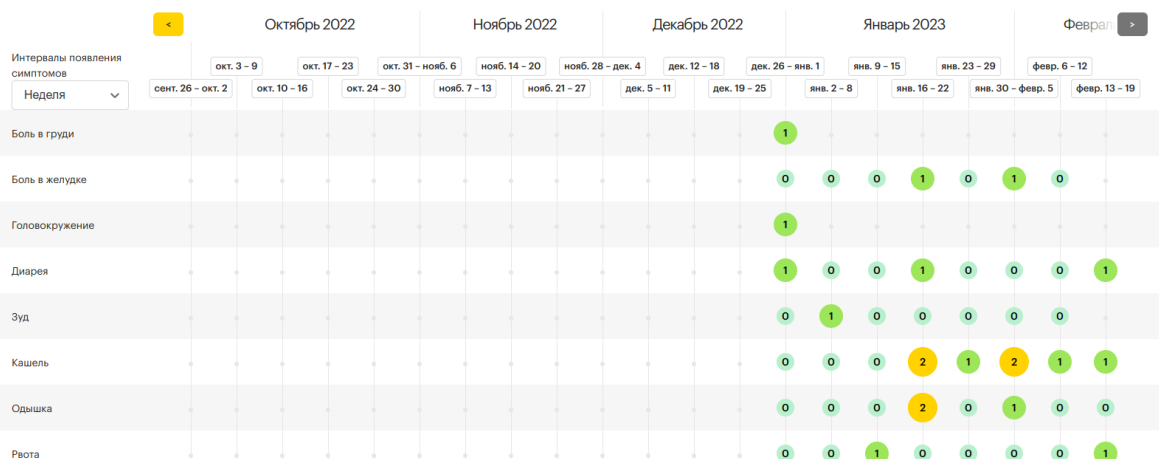 < Октябрь 2022 Ноябрь 2022 Декабрь 2022 Январь 2023 Феврал >
Интервалы появления
симптомов
окт. 3 – 9 окт. 17 – 23 окт. 31 – нояб. 6 нояб. 14 – 20 нояб. 28 – дек. 4 дек. 12 – 18 дек. 26 – янв. 1 янв. 9 – 15 янв. 23 – 29 февр. 6 – 12
Неделя
сент. 26 – окт. 2 окт. 10 – 16 окт. 24 – 30 нояб. 7 – 13 нояб. 21 – 27 дек. 5 – 11 дек. 19 – 25 янв. 2 – 8 янв. 16 – 22 янв. 30 – февр. 5 февр. 13 – 19
Боль в груди 1
Боль в желудке 0 0 0 1 0 1 0
Головокружение 1
Диарея 1 0 0 1 0 0 0 1
Зуд 0 1 0 0 0 0 0
Кашель 0 0 0 2 1 2 1 1
Одышка 0 0 0 2 0 1 0 0
Рвота 0 0 1 0 0 0 0 1